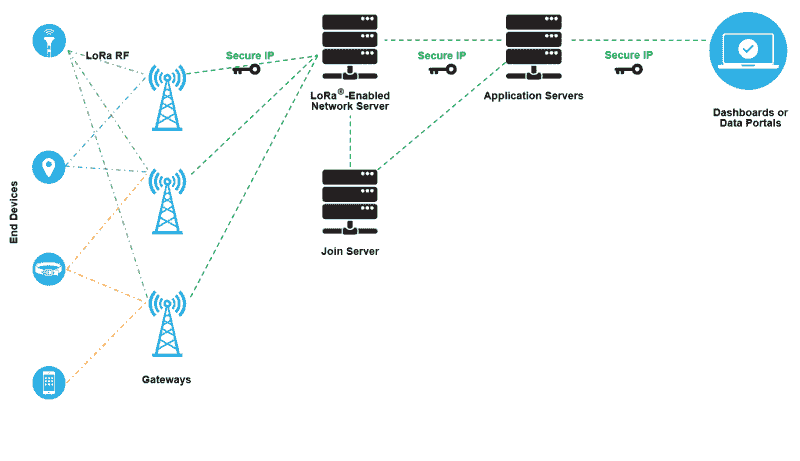 LoRa RF
Secure IP
Secure IP
Secure IP
LoRa®-Enabled
Network Server
Application Servers
Dashboards or
Data Portals
End Devices
Join Server
Gateways